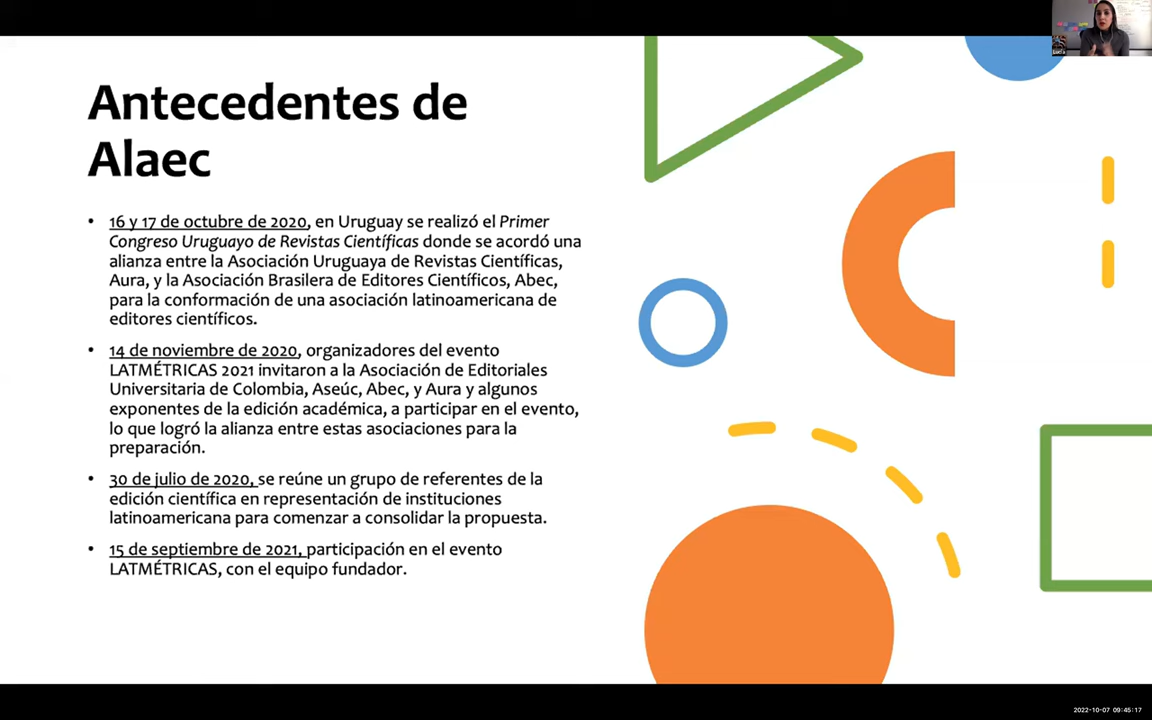 Antecedentes de
Alaec
• 16 y 17 de octubre de 2020, en Uruguay se realizó el Primer
Congreso Uruguayo de Revistas Científicas donde se acordó una
alianza entre la Asociación Uruguaya de Revistas Científicas,
Aura, y la Asociación Brasilera de Editores Científicos, Abec,
para la conformación de una asociación latinoamericana de
editores científicos.
• 14 de noviembre de 2020, organizadores del evento
LATMÉTRICAS 2021 invitaron a la Asociación de Editoriales
Universitaria de Colombia, Aseúc, Abec, y Aura y algunos
exponentes de la edición académica, a participar en el evento,
lo que logró la alianza entre estas asociaciones para la
preparación.
• 30 de julio de 2020, se reúne un grupo de referentes de la
edición científica en representación de instituciones
latinoamericana para comenzar a consolidar la propuesta.
• 15 de septiembre de 2021, participación en el evento
LATMÉTRICAS, con el equipo fundador.
2022-10-07 09:45:17